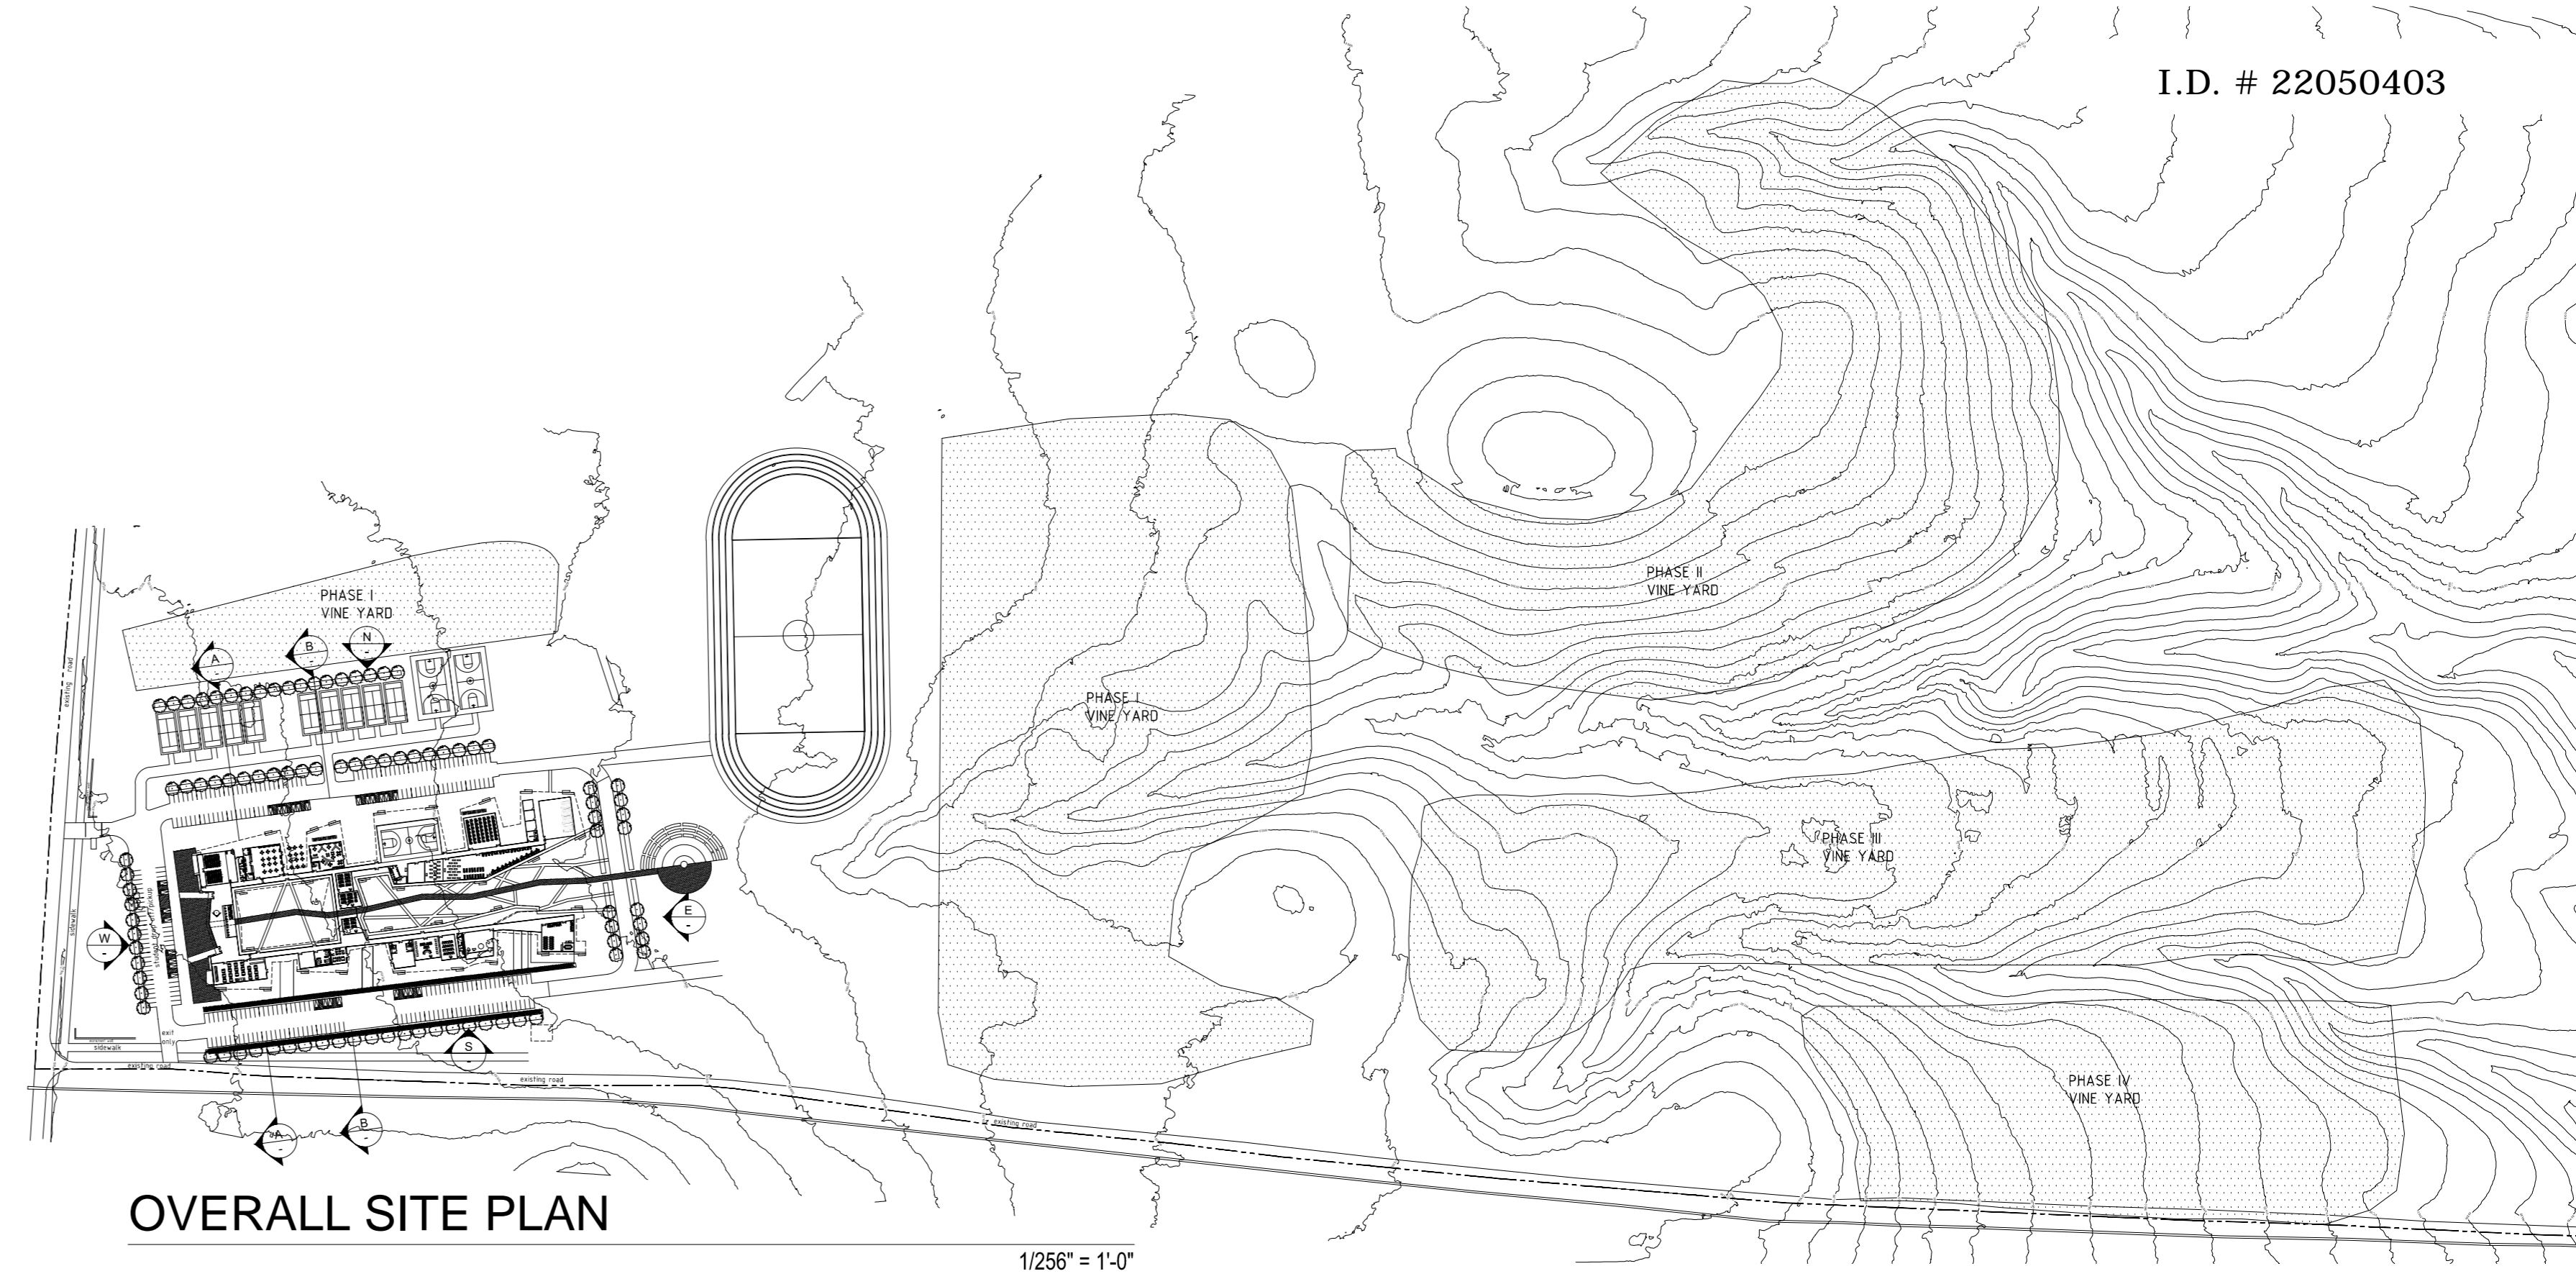 I.D. # 22050403
PHASE I
VINE YARD
PHASE II
VINE YARD
PHASE I
VINE YARD
PHASE III
VINE YARD
PHASE IV
VINE YARD
A
-
B
-
N
-
existing road
W
-
E
-
sidewalk
exit
only
S
-
sidewalk
existing road
existing road
existing road
A
-
B
-
OVERALL SITE PLAN
1/256" = 1'-0"